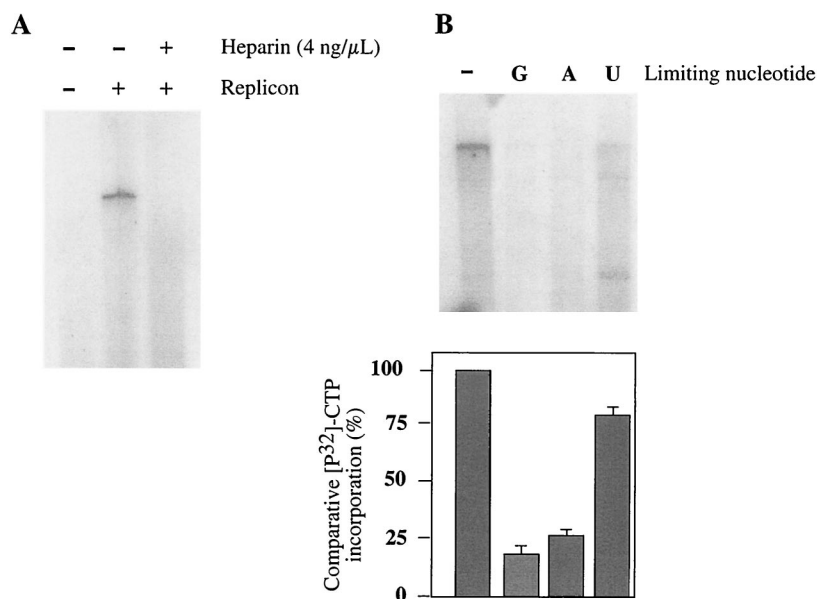 A
− − + Heparin (4 ng/µL)
− + + Replicon
B
− G A U Limiting nucleotide
Comparative [P32]-CTP
incorporation (%)
100
75
50
25
0